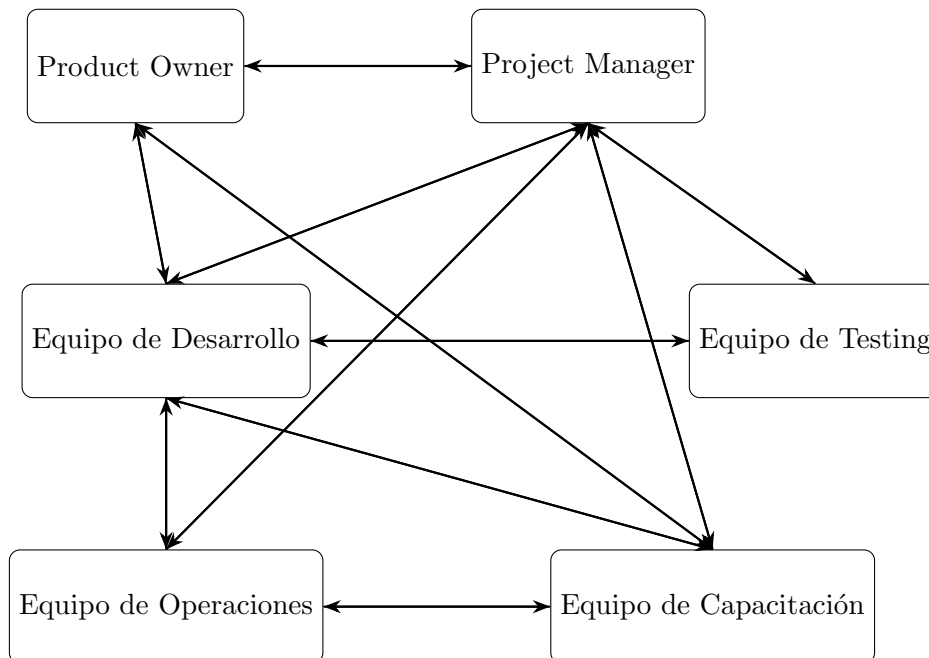 Product Owner
Project Manager
Equipo de Desarrollo
Equipo de Testing
Equipo de Operaciones
Equipo de Capacitación